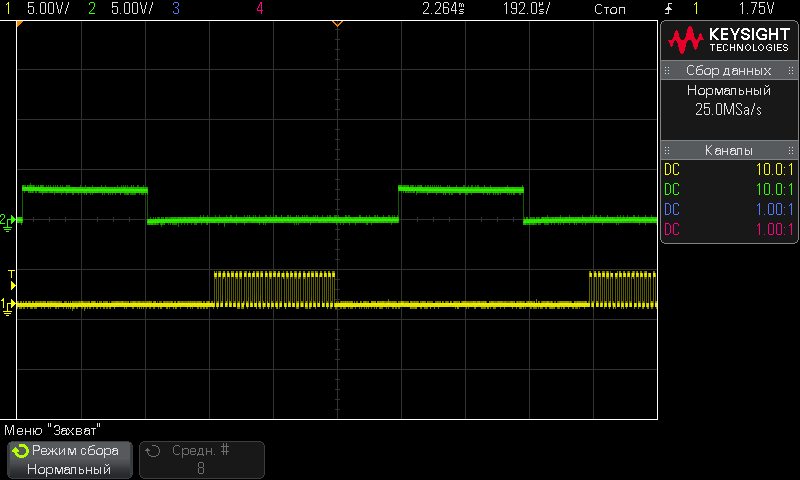 1 5.00V/ 2 5.00V/ 3 4 2.264ms 192.0s/ Стоп 1 1.75V
KEYSIGHT
TECHNOLOGIES
Сбор данных
Нормальный
25.0MSa/s
Каналы
DC 10.0:1
DC 10.0:1
DC 1.00:1
DC 1.00:1
2
T
1
Меню "Захват"
Режим сбора
Нормальный
Средн. #
8